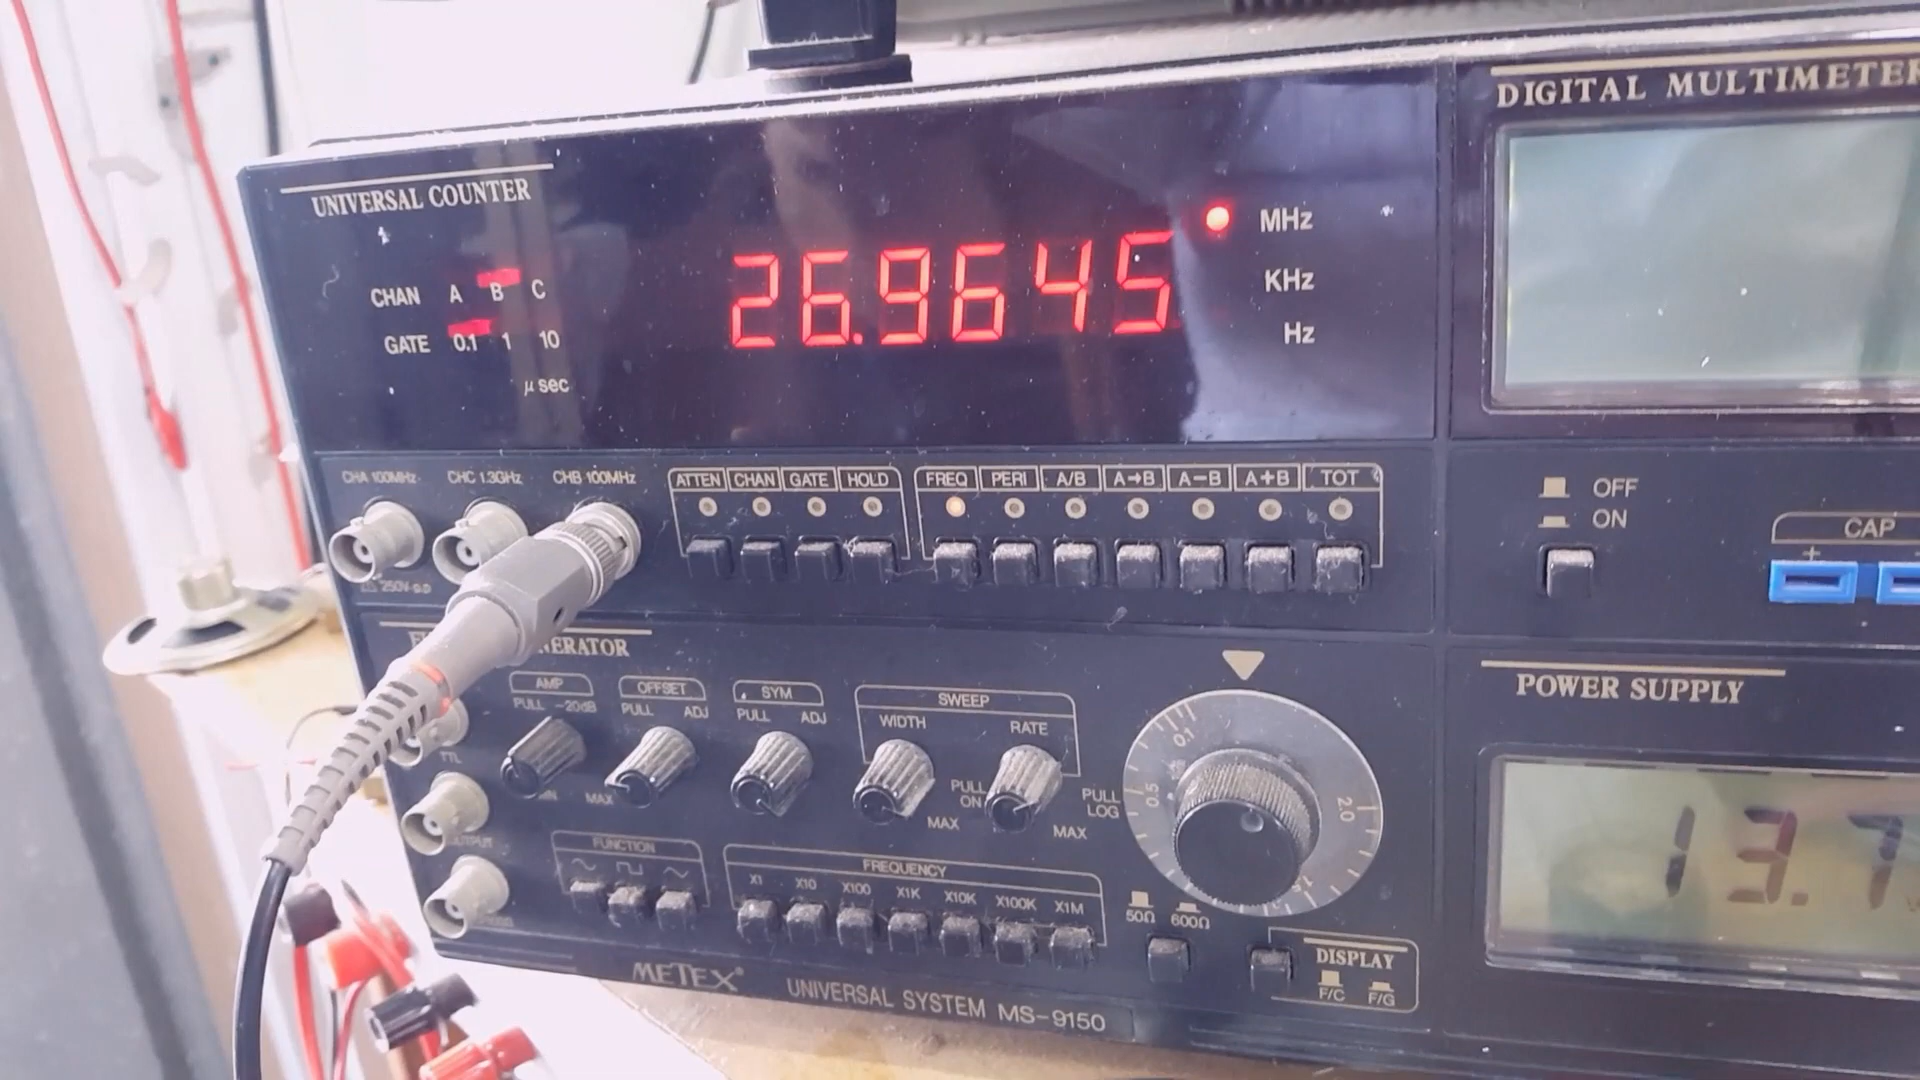 DIGITAL MULTIMETER
UNIVERSAL COUNTER
26.9645
MHz
KHz
Hz
CHAN A B C
GATE 0.1 1 10
μ sec
CHA 100MHz CHC 1.3GHz CHB 100MHz
ATTEN CHAN GATE HOLD FREQ PERI A/B A→B A−B A+B TOT
OFF
ON
CAP
+
ERATOR
AMP OFFSET SYM SWEEP
PULL -20dB PULL ADJ PULL ADJ WIDTH RATE
MAX PULL ON MAX PULL LOG MAX
0.1
0.5
2.0
TTL
POWER SUPPLY
13.7
FUNCTION FREQUENCY
X1 X10 X100 X1K X10K X100K X1M
50Ω 600Ω
DISPLAY
F/C F/G
METEX® UNIVERSAL SYSTEM MS-9150